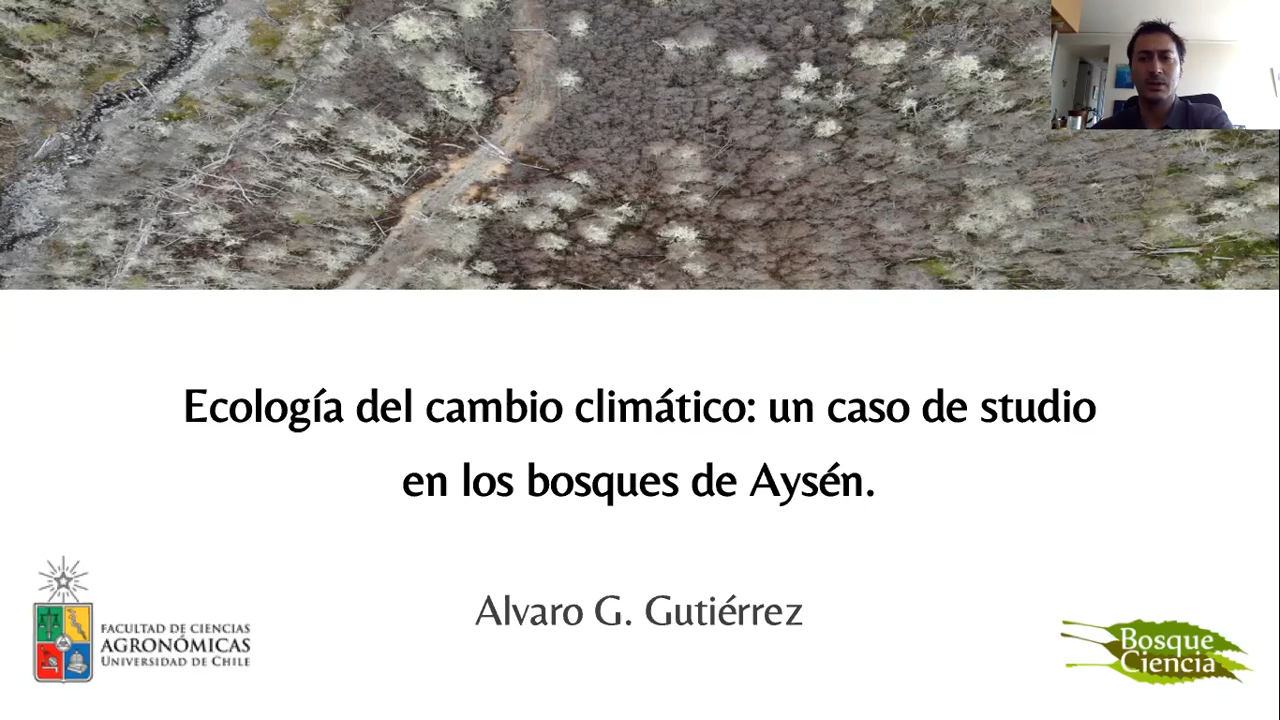 Ecología del cambio climático: un caso de studio
en los bosques de Aysén.
Alvaro G. Gutiérrez
FACULTAD DE CIENCIAS
AGRONÓMICAS
UNIVERSIDAD DE CHILE
Bosque
Ciencia